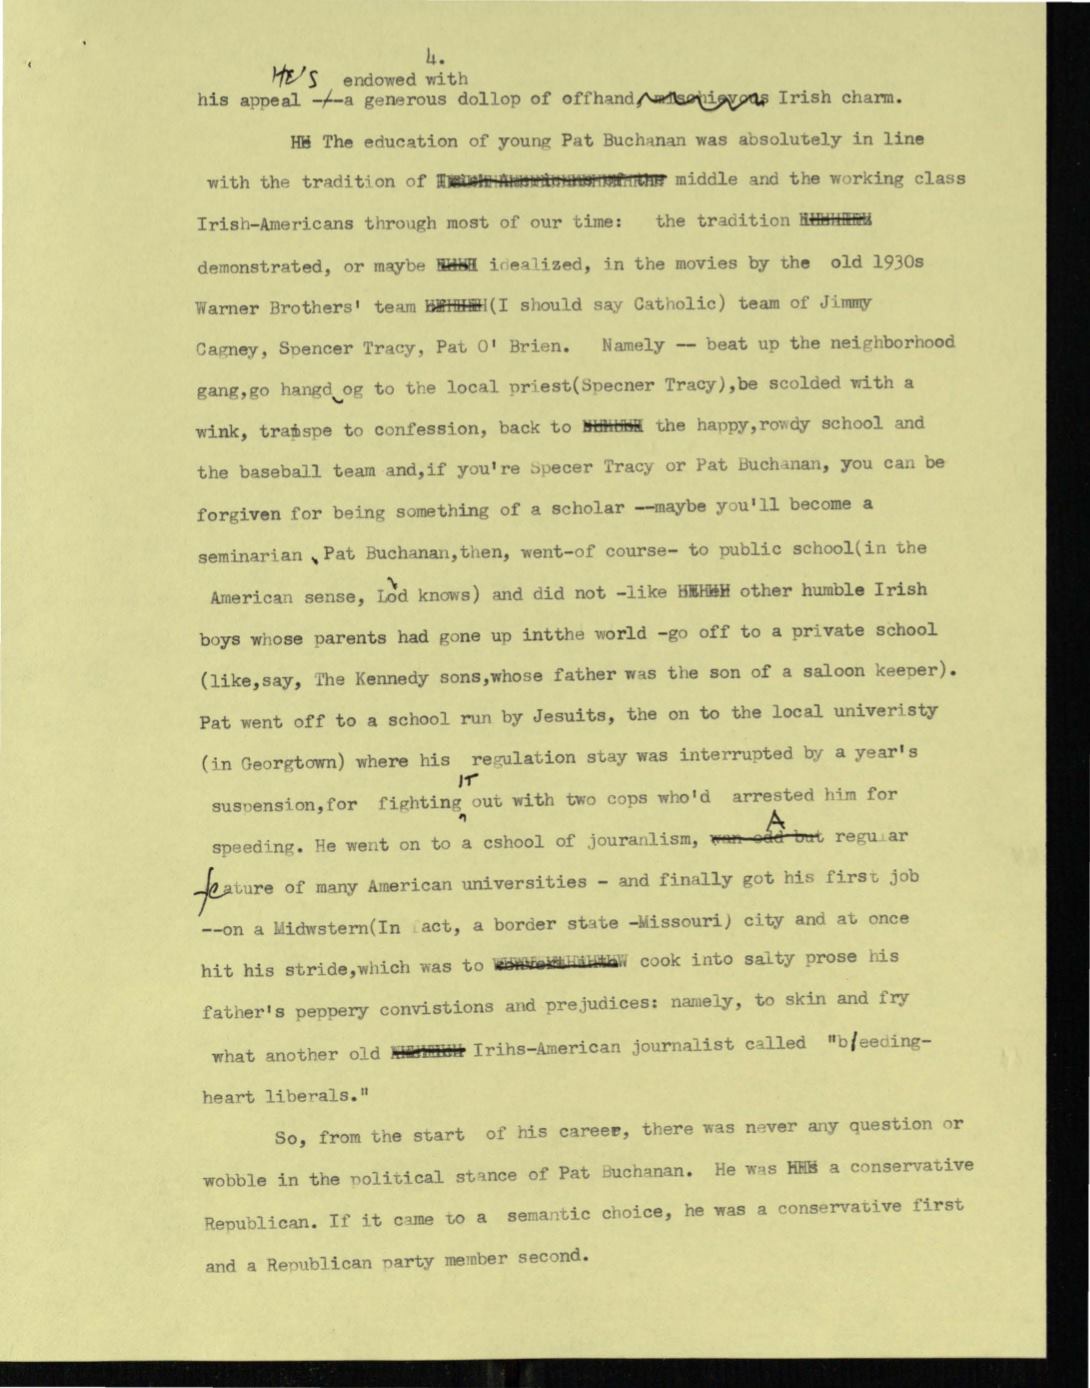 4.
HE'S endowed with
his appeal -/-a generous dollop of offhand, mischievous Irish charm.
HH The education of young Pat Buchanan was absolutely in line
with the tradition of middle and the working class
Irish-Americans through most of our time: the tradition
demonstrated, or maybe idealized, in the movies by the old 1930s
Warner Brothers' team (I should say Catholic) team of Jimmy
Cagney, Spencer Tracy, Pat O' Brien. Namely -- beat up the neighborhood
gang,go hangd og to the local priest(Specner Tracy),be scolded with a
wink, traispe to confession, back to the happy,rowdy school and
the baseball team and,if you're Specer Tracy or Pat Buchanan, you can be
forgiven for being something of a scholar --maybe you'll become a
seminarian . Pat Buchanan,then, went-of course- to public school(in the
American sense, Lod knows) and did not -like other humble Irish
boys whose parents had gone up intthe world -go off to a private school
(like,say, The Kennedy sons,whose father was the son of a saloon keeper).
Pat went off to a school run by Jesuits, the on to the local univeristy
(in Georgtown) where his regulation stay was interrupted by a year's
IT
suspension,for fighting out with two cops who'd arrested him for
A
speeding. He went on to a cshool of jouranlism, wan odd but regular
feature of many American universities - and finally got his first job
--on a Midwstern(In fact, a border state -Missouri) city and at once
hit his stride,which was to cook into salty prose his
father's peppery convistions and prejudices: namely, to skin and fry
what another old Irihs-American journalist called "bleeding-
heart liberals."
So, from the start of his career, there was never any question or
wobble in the political stance of Pat Buchanan. He was HHS a conservative
Republican. If it came to a semantic choice, he was a conservative first
and a Republican party member second.